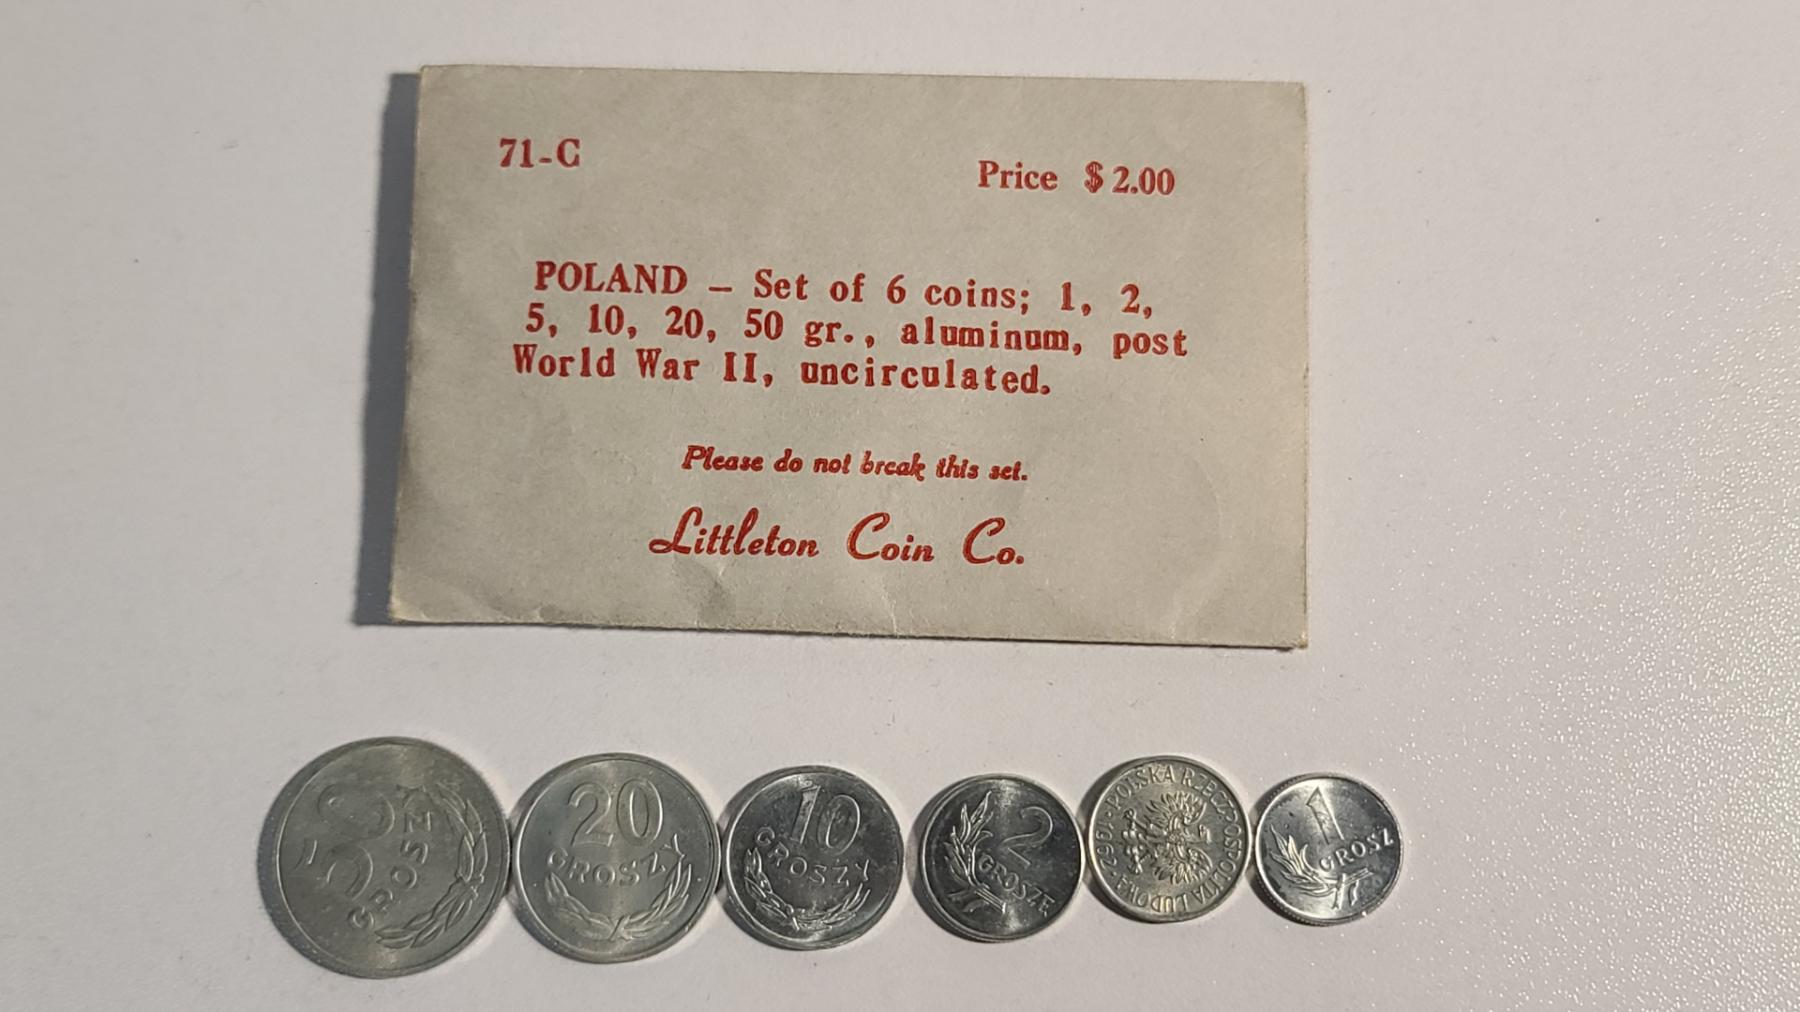 71-C
Price $2.00
POLAND – Set of 6 coins; 1, 2,
5, 10, 20, 50 gr., aluminum, post
World War II, uncirculated.
Please do not break this set.
Littleton Coin Co.
50
GROSZY
20
GROSZY
10
GROSZY
2
GROSZE
POLSKA RZECZPOSPOLITA LUDOWA • 1967 •
1
GROSZ